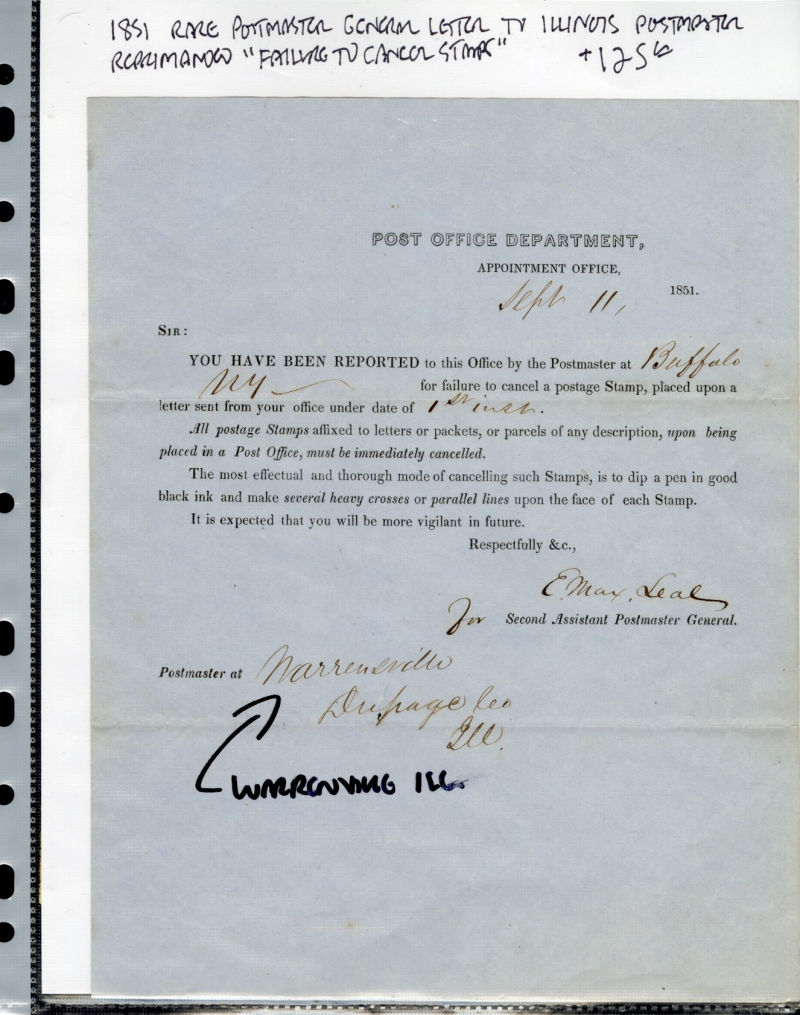 1851 RARE POSTMASTER GENERAL LETTER TO ILLINOIS POSTMASTER
REPRIMANDED "FAILURE TO CANCEL STAMPS" +125⁰⁰
POST OFFICE DEPARTMENT,
APPOINTMENT OFFICE,
Sept 11, 1851.
SIR:
YOU HAVE BEEN REPORTED to this Office by the Postmaster at Buffalo
NY for failure to cancel a postage Stamp, placed upon a
letter sent from your office under date of 1st inst.
All postage Stamps affixed to letters or packets, or parcels of any description, upon being
placed in a Post Office, must be immediately cancelled.
The most effectual and thorough mode of cancelling such Stamps, is to dip a pen in good
black ink and make several heavy crosses or parallel lines upon the face of each Stamp.
It is expected that you will be more vigilant in future.
Respectfully &c.,
E. Max. Leal
For Second Assistant Postmaster General.
Postmaster at Warrensville
Dupage Co
Ill.
WARRENVILLE ILL.